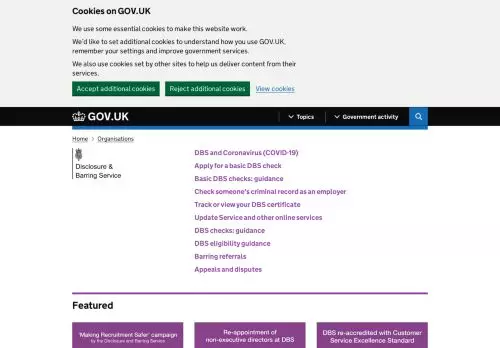 Cookies on GOV.UK
We use some essential cookies to make this website work.
We'd like to set additional cookies to understand how you use GOV.UK,
remember your settings and improve government services.
We also use cookies set by other sites to help us deliver content from their
services.
Accept additional cookies Reject additional cookies View cookies
GOV.UK Topics Government activity
Home Organisations
Disclosure &
Barring Service
DBS and Coronavirus (COVID-19)
Apply for a basic DBS check
Basic DBS checks: guidance
Check someone's criminal record as an employer
Track or view your DBS certificate
Update Service and other online services
DBS checks: guidance
DBS eligibility guidance
Barring referrals
Appeals and disputes
Featured
'Making Recruitment Safer' campaign
by the Disclosure and Barring Service
Re-appointment of
non-executive directors at DBS
DBS re-accredited with Customer
Service Excellence Standard